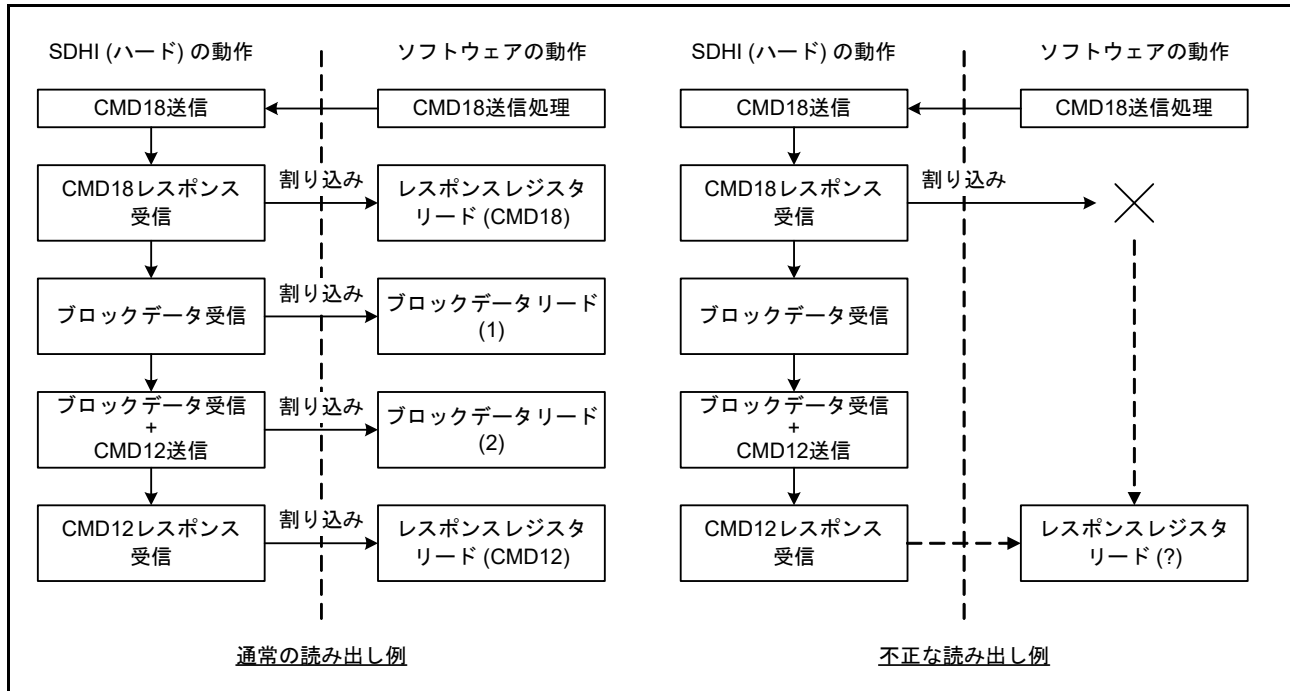 SDHI (ハード) の動作
ソフトウェアの動作
CMD18送信
CMD18送信処理
CMD18レスポンス
受信
割り込み
レスポンスレジスタ
リード (CMD18)
ブロックデータ受信
割り込み
ブロックデータリード
(1)
ブロックデータ受信
+
CMD12送信
割り込み
ブロックデータリード
(2)
CMD12レスポンス
受信
割り込み
レスポンスレジスタ
リード (CMD12)
通常の読み出し例
SDHI (ハード) の動作
ソフトウェアの動作
CMD18送信
CMD18送信処理
CMD18レスポンス
受信
割り込み
ブロックデータ受信
ブロックデータ受信
+
CMD12送信
CMD12レスポンス
受信
レスポンスレジスタ
リード (?)
不正な読み出し例